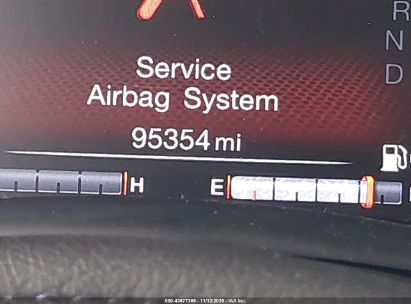 R
N
D
Service
Airbag System
95354 mi
H
E